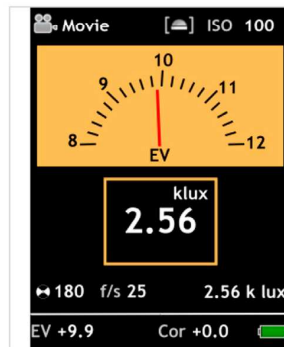 Movie [ ] ISO 100
10
9 11
8 12
EV
klux
2.56
180 f/s 25 2.56 k lux
EV +9.9 Cor +0.0